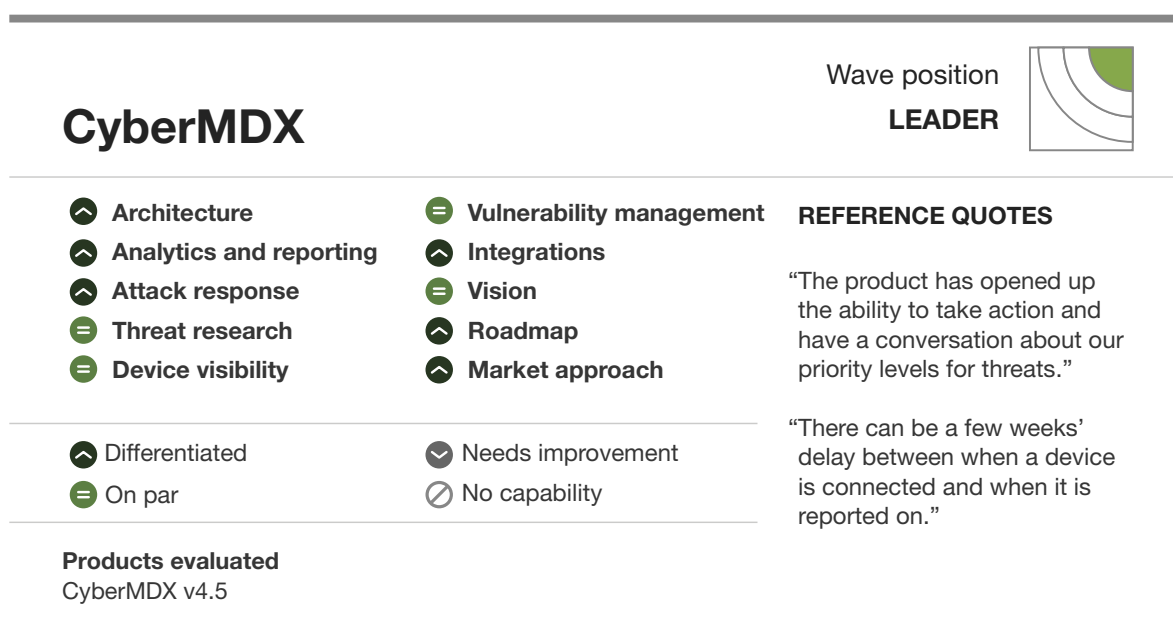 Wave position
LEADER
CyberMDX
Architecture
Analytics and reporting
Attack response
Threat research
Device visibility
Vulnerability management
Integrations
Vision
Roadmap
Market approach
Differentiated
On par
Needs improvement
No capability
Products evaluated
CyberMDX v4.5
REFERENCE QUOTES
“The product has opened up
the ability to take action and
have a conversation about our
priority levels for threats.”
“There can be a few weeks’
delay between when a device
is connected and when it is
reported on.”